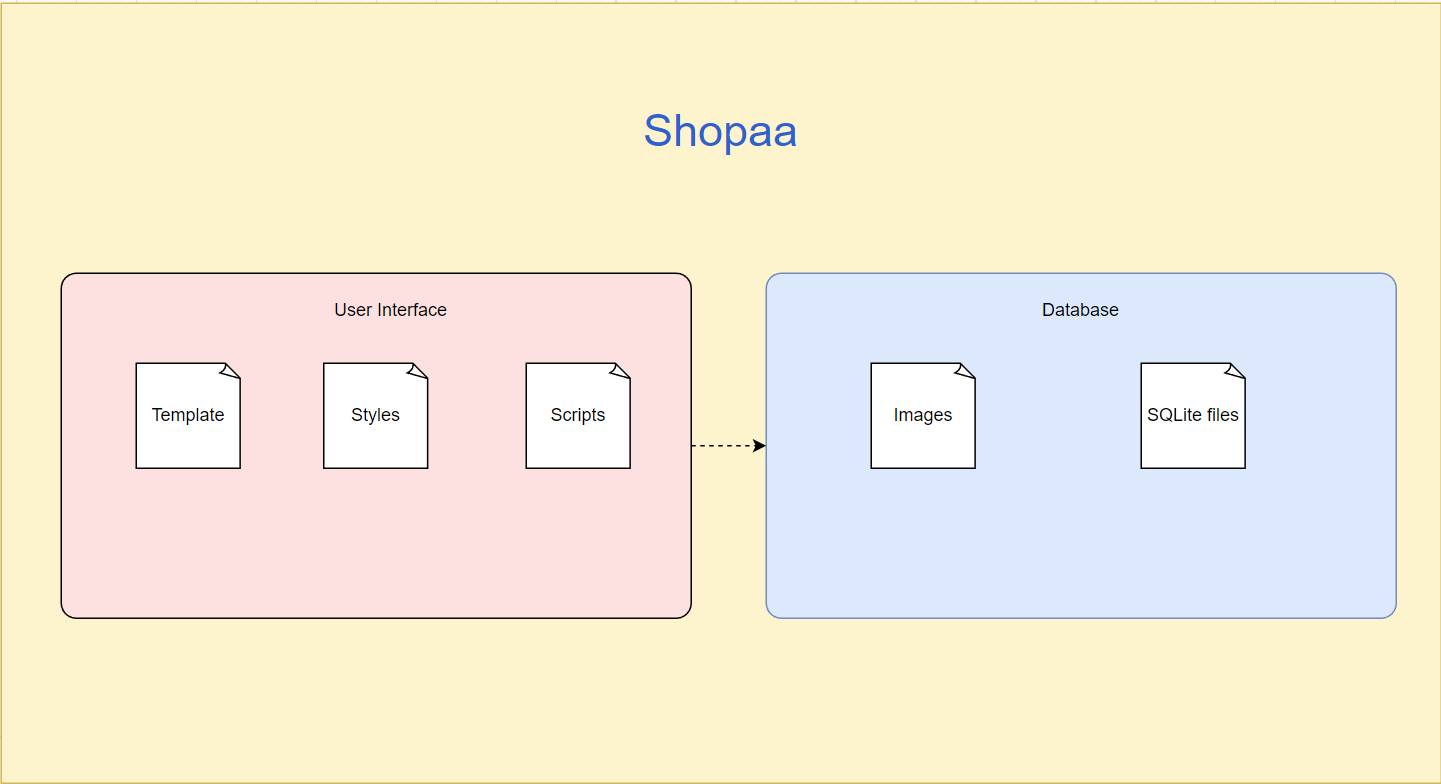 Shopaa
User Interface
Database
Template
Styles
Scripts
Images
SQLite files